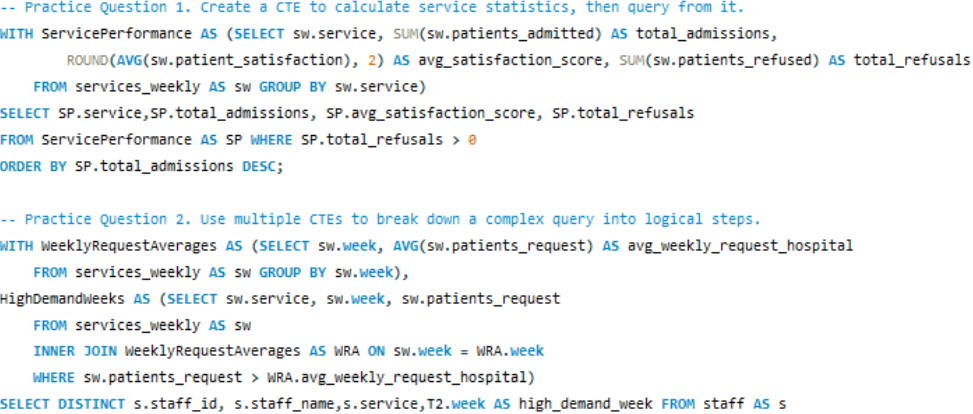 -- Practice Question 1. Create a CTE to calculate service statistics, then query from it.
WITH ServicePerformance AS (SELECT sw.service, SUM(sw.patients_admitted) AS total_admissions,
ROUND(AVG(sw.patient_satisfaction), 2) AS avg_satisfaction_score, SUM(sw.patients_refused) AS total_refusals
FROM services_weekly AS sw GROUP BY sw.service)
SELECT SP.service,SP.total_admissions, SP.avg_satisfaction_score, SP.total_refusals
FROM ServicePerformance AS SP WHERE SP.total_refusals > 0
ORDER BY SP.total_admissions DESC;
-- Practice Question 2. Use multiple CTEs to break down a complex query into logical steps.
WITH WeeklyRequestAverages AS (SELECT sw.week, AVG(sw.patients_request) AS avg_weekly_request_hospital
FROM services_weekly AS sw GROUP BY sw.week),
HighDemandWeeks AS (SELECT sw.service, sw.week, sw.patients_request
FROM services_weekly AS sw
INNER JOIN WeeklyRequestAverages AS WRA ON sw.week = WRA.week
WHERE sw.patients_request > WRA.avg_weekly_request_hospital)
SELECT DISTINCT s.staff_id, s.staff_name,s.service,T2.week AS high_demand_week FROM staff AS s